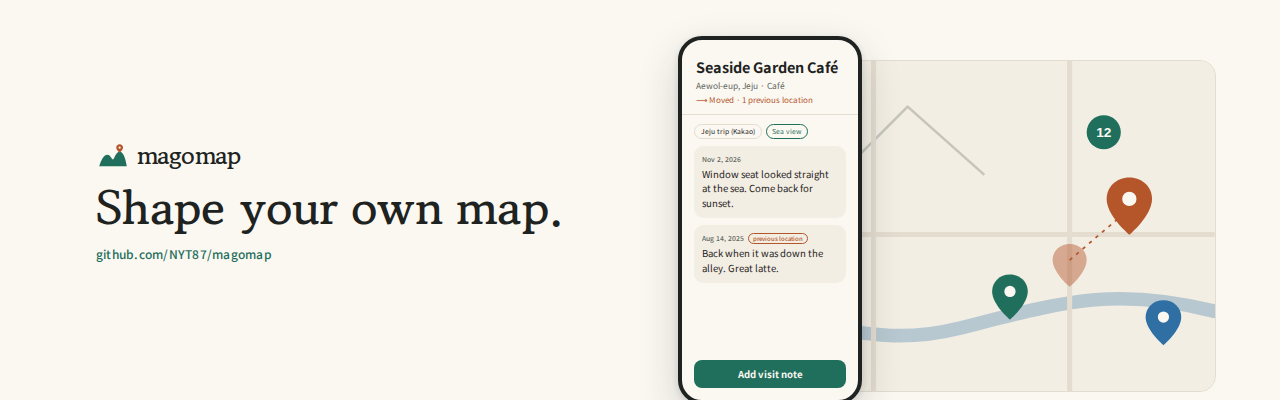 magomap
Shape your own map.
github.com/NYT87/magomap
Seaside Garden Café
Aewol-eup, Jeju · Café
→ Moved · 1 previous location
Jeju trip (Kakao)
Sea view
Nov 2, 2026
Window seat looked straight
at the sea. Come back for
sunset.
Aug 14, 2025
previous location
Back when it was down the
alley. Great latte.
Add visit note
12